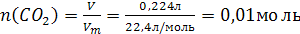 n(CO₂) = V/Vₘ = 0,224л/22,4л/моль = 0,01мо ль